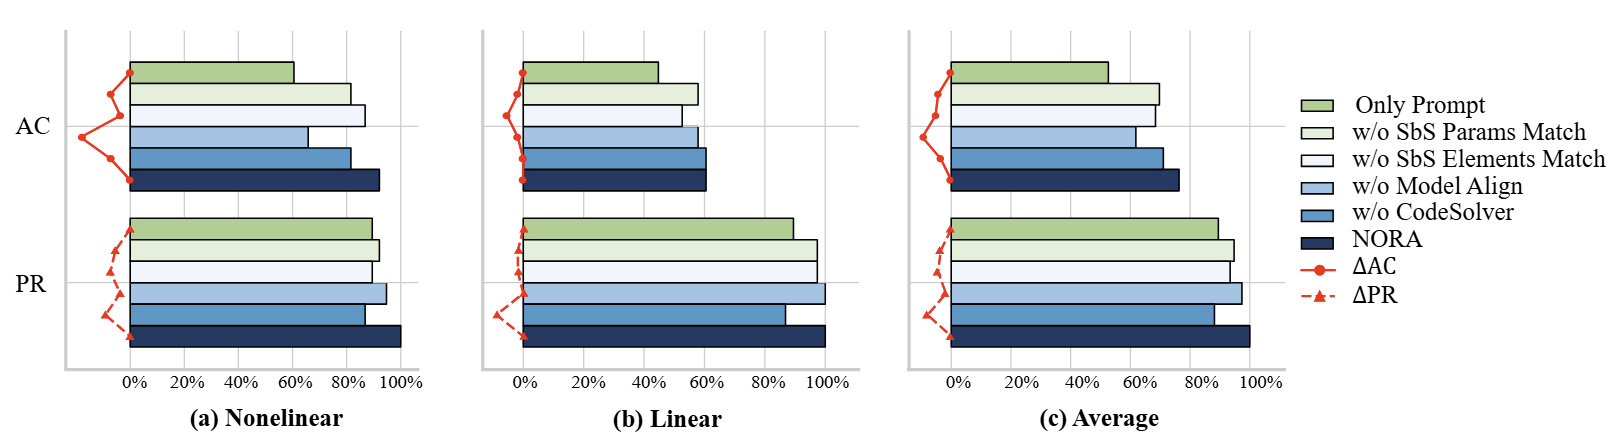 AC
PR
0% 20% 40% 60% 80% 100%
(a) Nonelinear
0% 20% 40% 60% 80% 100%
(b) Linear
0% 20% 40% 60% 80% 100%
(c) Average
Only Prompt
w/o SbS Params Match
w/o SbS Elements Match
w/o Model Align
w/o CodeSolver
NORA
ΔAC
ΔPR